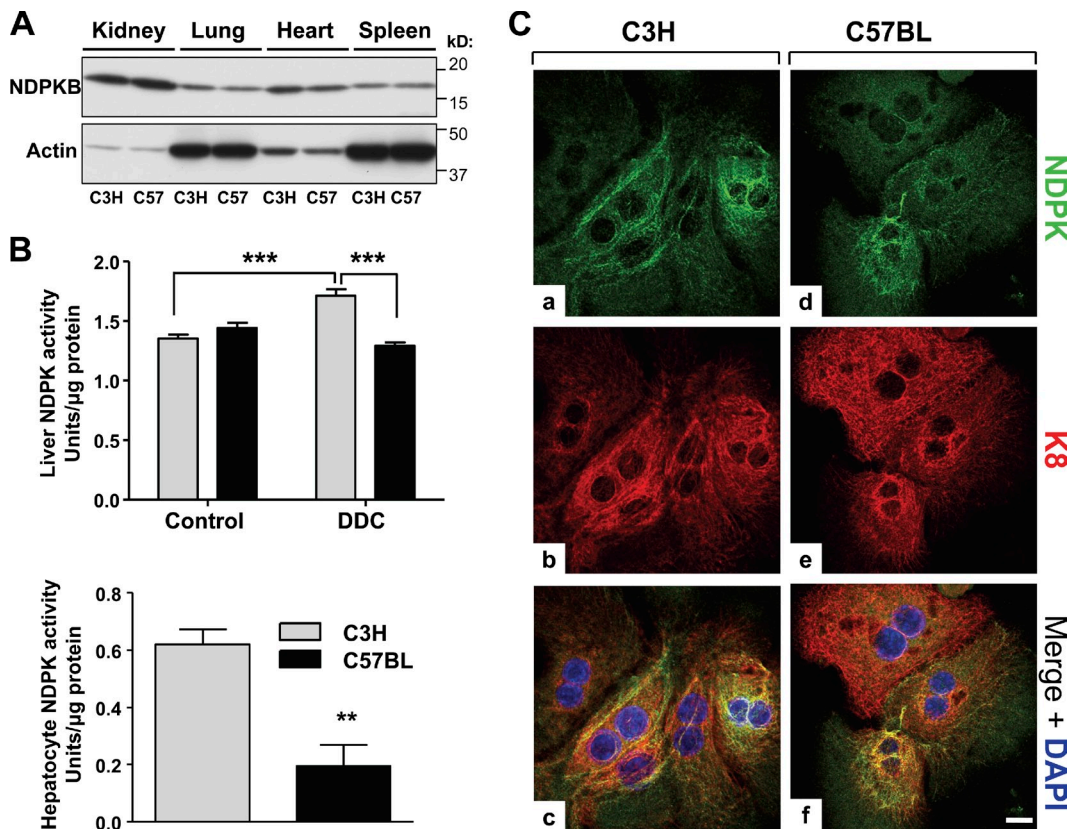 A
Kidney Lung Heart Spleen
kD:
NDPKB
20
15
Actin
50
37
C3H C57 C3H C57 C3H C57 C3H C57
B
Liver NDPK activity
Units/µg protein
2.0
1.5
1.0
0.5
0.0
*** ***
Control DDC
Hepatocyte NDPK activity
Units/µg protein
0.8
0.6
0.4
0.2
0.0
C3H
C57BL
**
C
C3H C57BL
a d NDPK
b e K8
c f Merge + DAPI